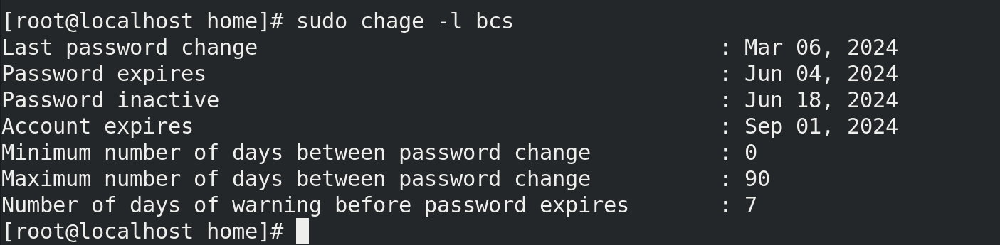 [root@localhost home]# sudo chage -l bcs
Last password change                                    : Mar 06, 2024
Password expires                                        : Jun 04, 2024
Password inactive                                       : Jun 18, 2024
Account expires                                         : Sep 01, 2024
Minimum number of days between password change          : 0
Maximum number of days between password change          : 90
Number of days of warning before password expires       : 7
[root@localhost home]#